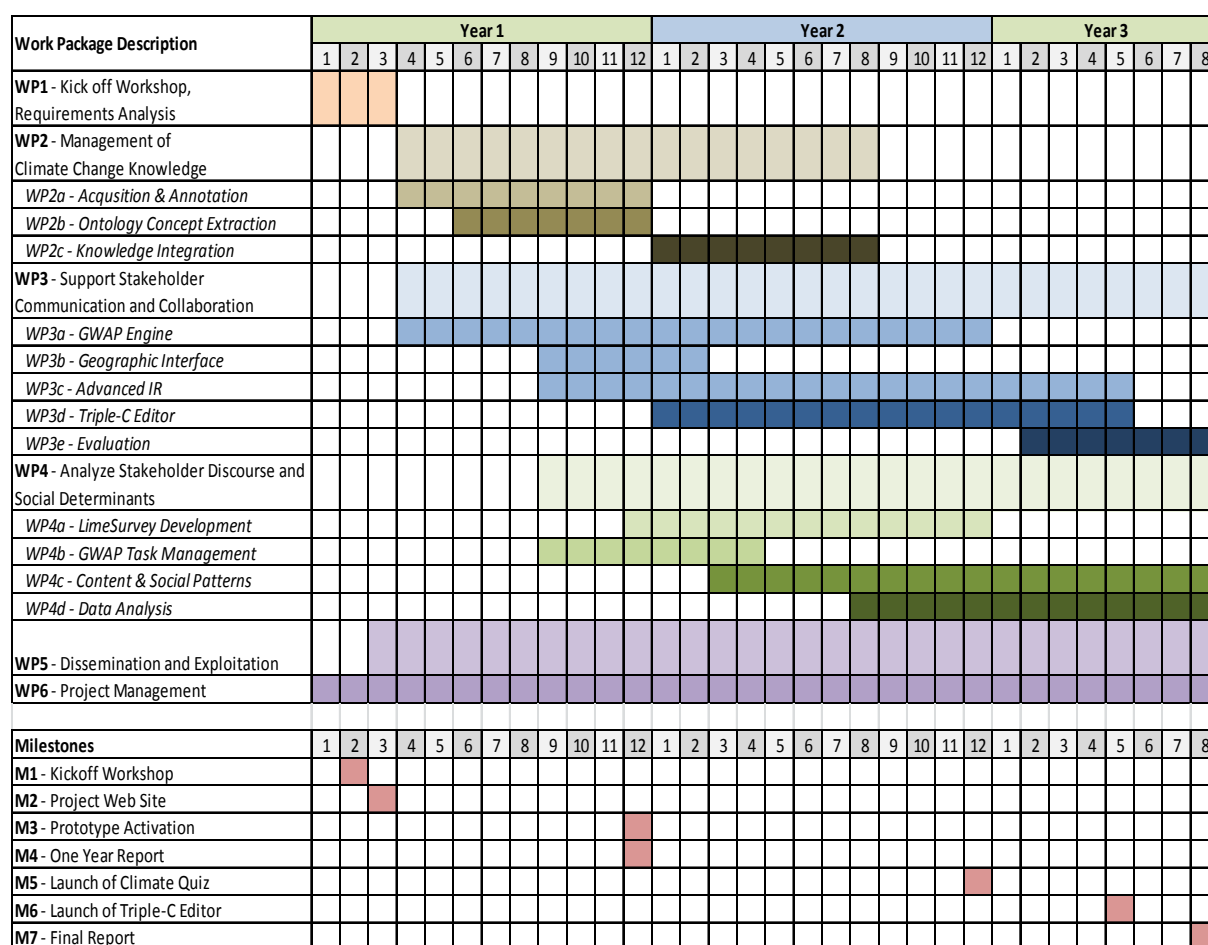 Work Package Description
Year 1 Year 2 Year 3
1 2 3 4 5 6 7 8 9 10 11 12 1 2 3 4 5 6 7 8 9 10 11 12 1 2 3 4 5 6 7 8
WP1 - Kick off Workshop,
Requirements Analysis
WP2 - Management of
Climate Change Knowledge
WP2a - Acqusition & Annotation
WP2b - Ontology Concept Extraction
WP2c - Knowledge Integration
WP3 - Support Stakeholder
Communication and Collaboration
WP3a - GWAP Engine
WP3b - Geographic Interface
WP3c - Advanced IR
WP3d - Triple-C Editor
WP3e - Evaluation
WP4 - Analyze Stakeholder Discourse and
Social Determinants
WP4a - LimeSurvey Development
WP4b - GWAP Task Management
WP4c - Content & Social Patterns
WP4d - Data Analysis
WP5 - Dissemination and Exploitation
WP6 - Project Management
Milestones 1 2 3 4 5 6 7 8 9 10 11 12 1 2 3 4 5 6 7 8 9 10 11 12 1 2 3 4 5 6 7 8
M1 - Kickoff Workshop
M2 - Project Web Site
M3 - Prototype Activation
M4 - One Year Report
M5 - Launch of Climate Quiz
M6 - Launch of Triple-C Editor
M7 - Final Report